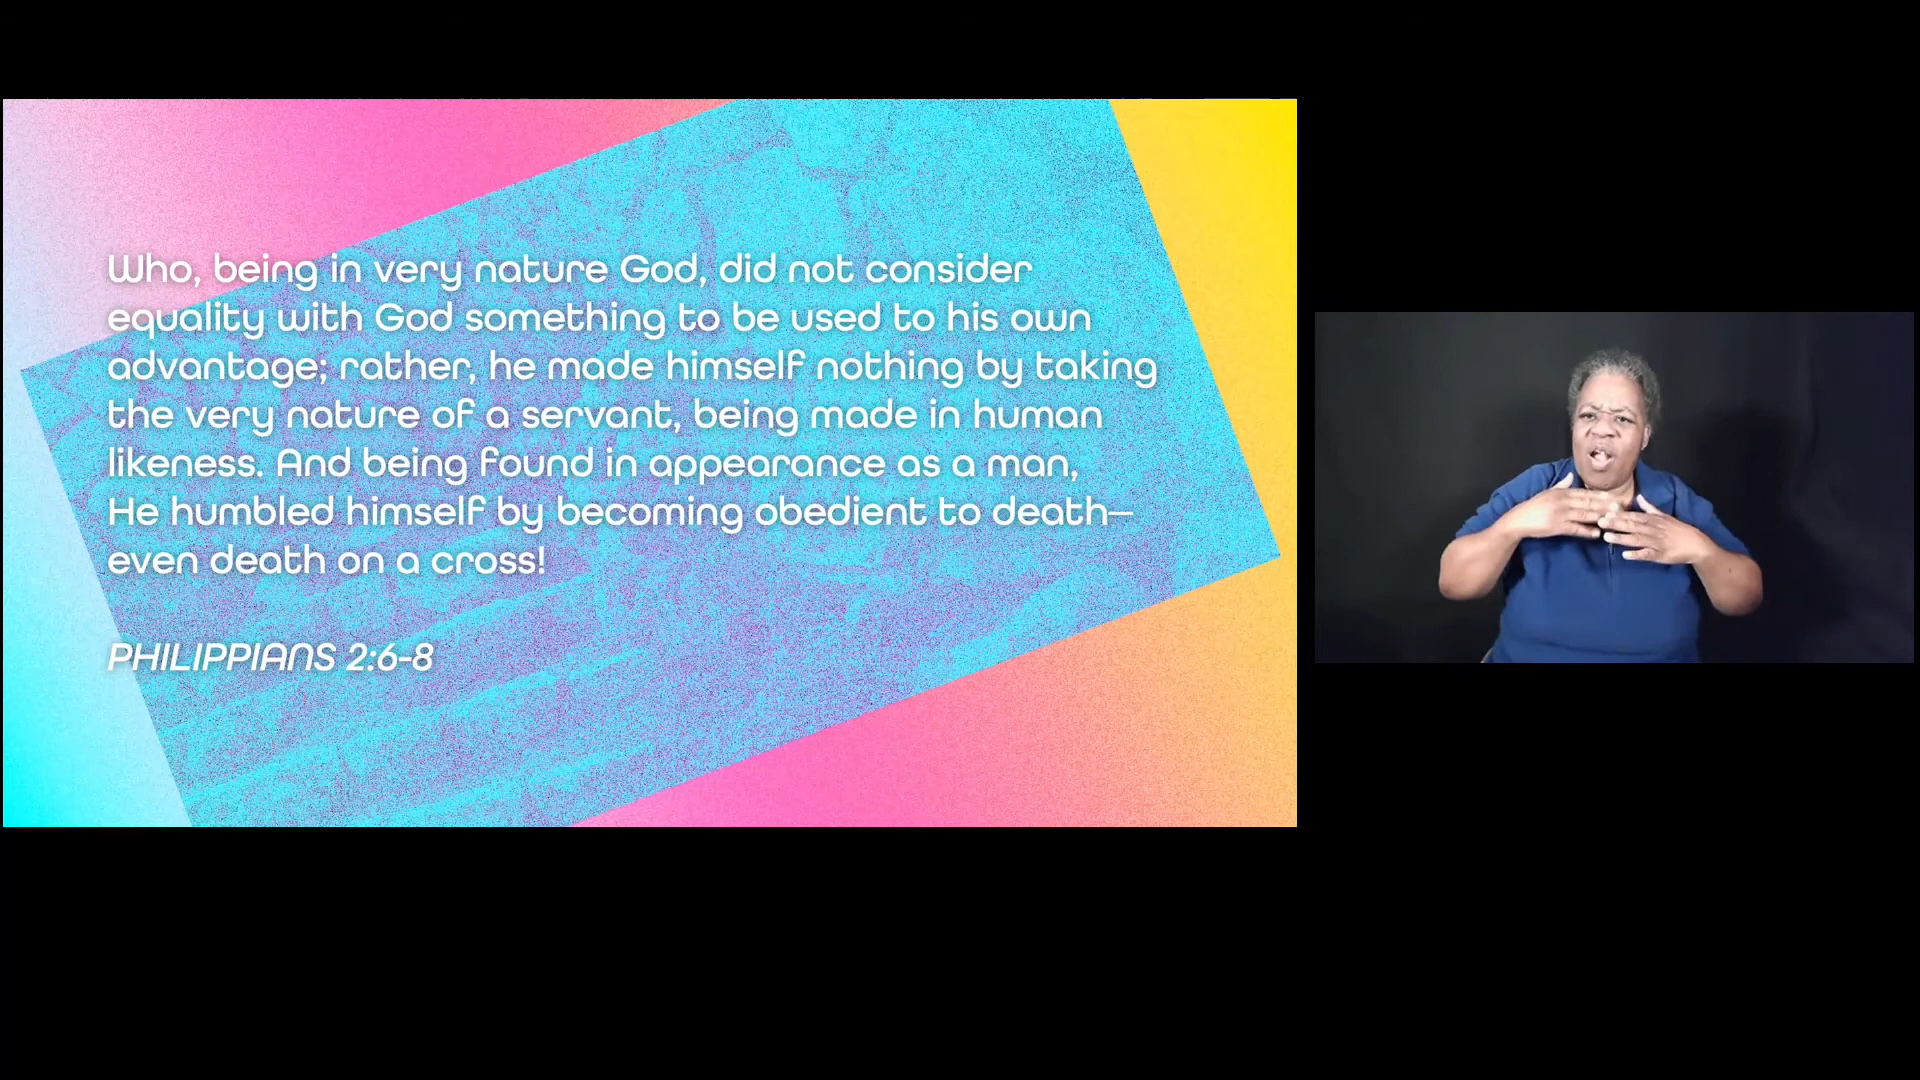 Who, being in very nature God, did not consider
equality with God something to be used to his own
advantage; rather, he made himself nothing by taking
the very nature of a servant, being made in human
likeness. And being found in appearance as a man,
He humbled himself by becoming obedient to death—
even death on a cross!
PHILIPPIANS 2:6-8